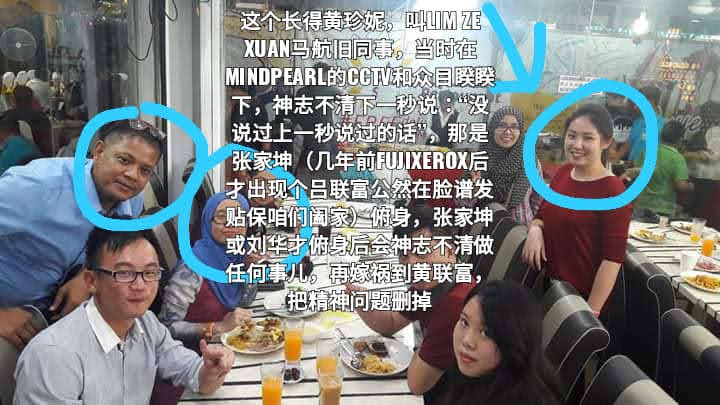 这个长得黄珍妮，叫LIM ZE
XUAN马航旧同事，当时在
MINDPEARL的CCTV和众目睽睽
下，神志不清下一秒说：“没
说过上一秒说过的话”，那是
张家坤（几年前FUJIXEROX后
才出现个吕联富公然在脸谱发
贴保咱们阖家）俯身，张家坤
或刘华才俯身后会神志不清做
任何事儿，再嫁祸到黄联富，
把精神问题删掉